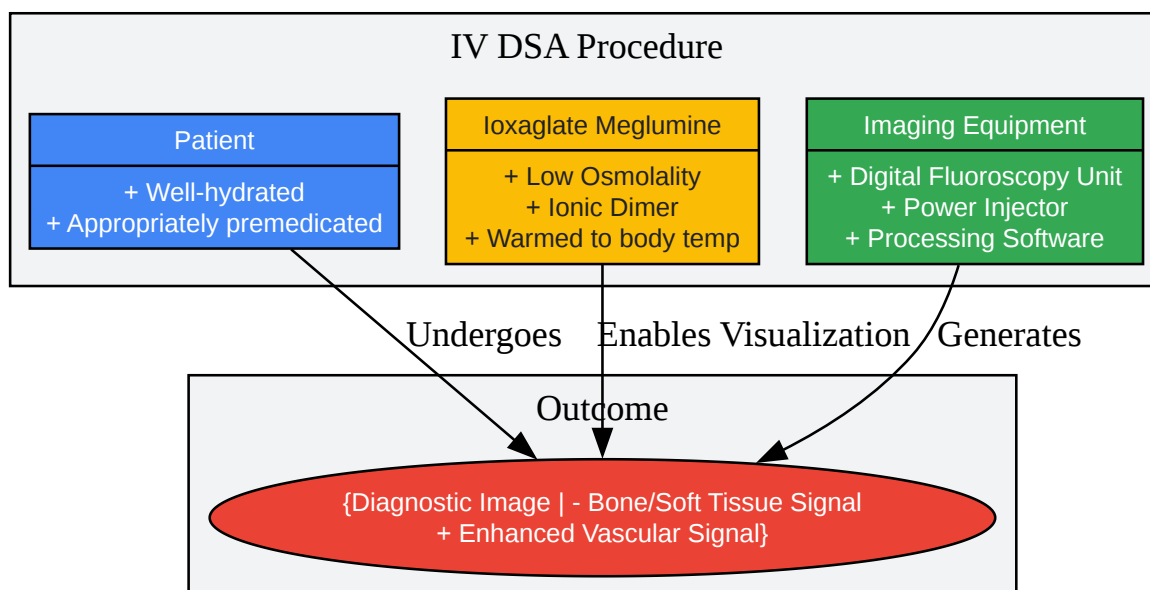 IV DSA Procedure
Patient
+ Well-hydrated
+ Appropriately premedicated
Ioxaglate Meglumine
+ Low Osmolality
+ Ionic Dimer
+ Warmed to body temp
Imaging Equipment
+ Digital Fluoroscopy Unit
+ Power Injector
+ Processing Software
Undergoes
Enables Visualization
Generates
Outcome
{Diagnostic Image | - Bone/Soft Tissue Signal
+ Enhanced Vascular Signal}